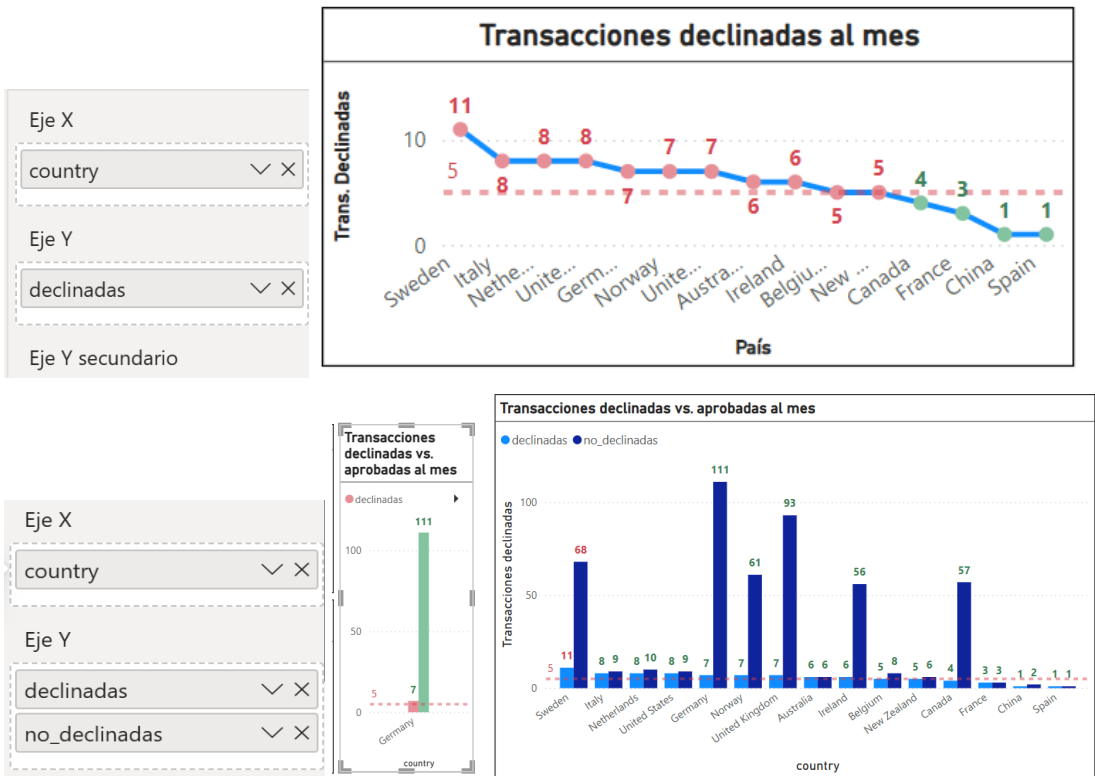 Transacciones declinadas al mes
Eje X
country
Eje Y
declinadas
Eje Y secundario
Trans. Declinadas
10
5
0
11
8
8
8
7
7
7
6
6
5
5
4
3
1
1
Sweden
Italy
Nethe...
Unite...
Germ...
Norway
Unite...
Austra...
Ireland
Belgiu...
New ...
Canada
France
China
Spain
País
Eje X
country
Eje Y
declinadas
no_declinadas
Transacciones
declinadas vs.
aprobadas al mes
declinadas
100
50
5
0
7
111
Germany
country
Transacciones declinadas vs. aprobadas al mes
declinadas no_declinadas
Transacciones declinadas
100
50
5
0
11 68
8 9
8 10
8 9
7 111
7 61
7 93
6 6
6 56
5 8
5 6
4 57
3 3
1 2
1 1
Sweden
Italy
Netherlands
United States
Germany
Norway
United Kingdom
Australia
Ireland
Belgium
New Zealand
Canada
France
China
Spain
country